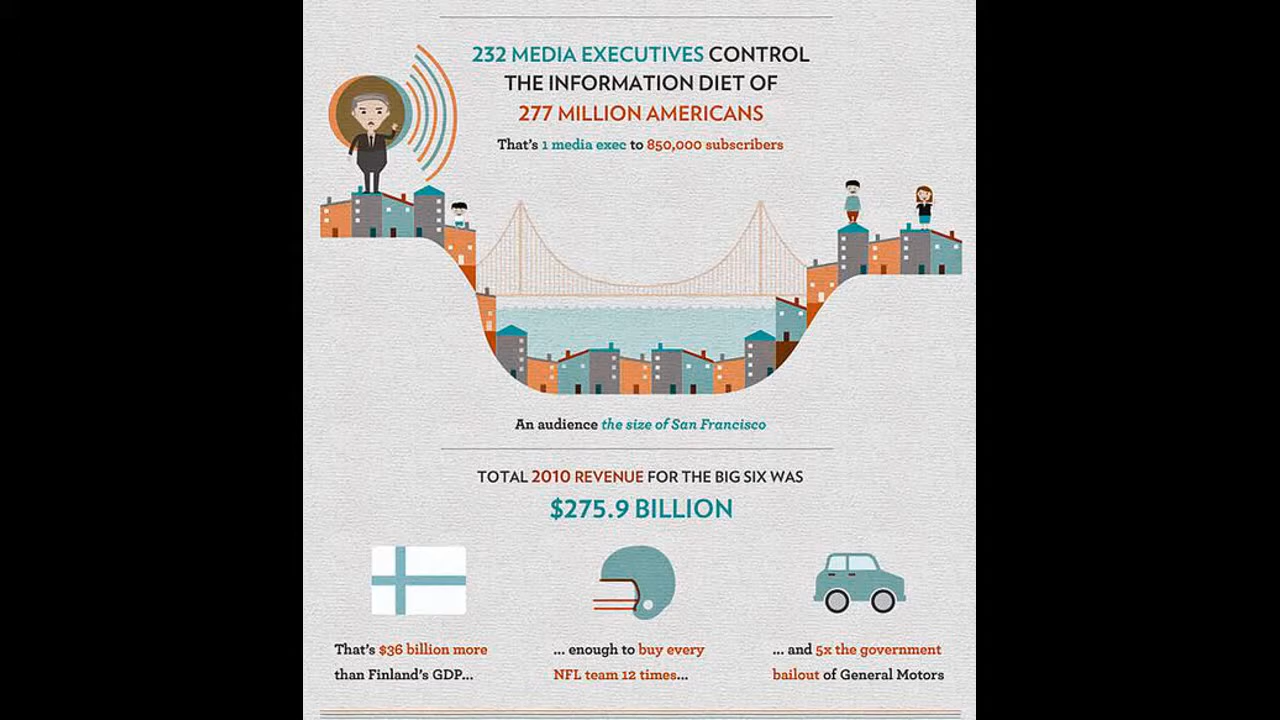 232 MEDIA EXECUTIVES CONTROL
THE INFORMATION DIET OF
277 MILLION AMERICANS
That's 1 media exec to 850,000 subscribers
An audience the size of San Francisco
TOTAL 2010 REVENUE FOR THE BIG SIX WAS
$275.9 BILLION
That's $36 billion more
than Finland's GDP...
... enough to buy every
NFL team 12 times...
... and 5x the government
bailout of General Motors